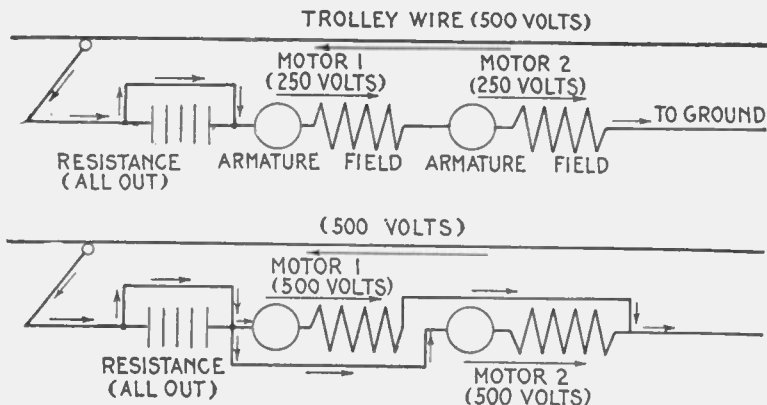 TROLLEY WIRE (500 VOLTS)
MOTOR 1
(250 VOLTS)
MOTOR 2
(250 VOLTS)
TO GROUND
RESISTANCE
(ALL OUT)
ARMATURE
FIELD
ARMATURE
FIELD
(500 VOLTS)
MOTOR 1
(500 VOLTS)
RESISTANCE
(ALL OUT)
MOTOR 2
(500 VOLTS)